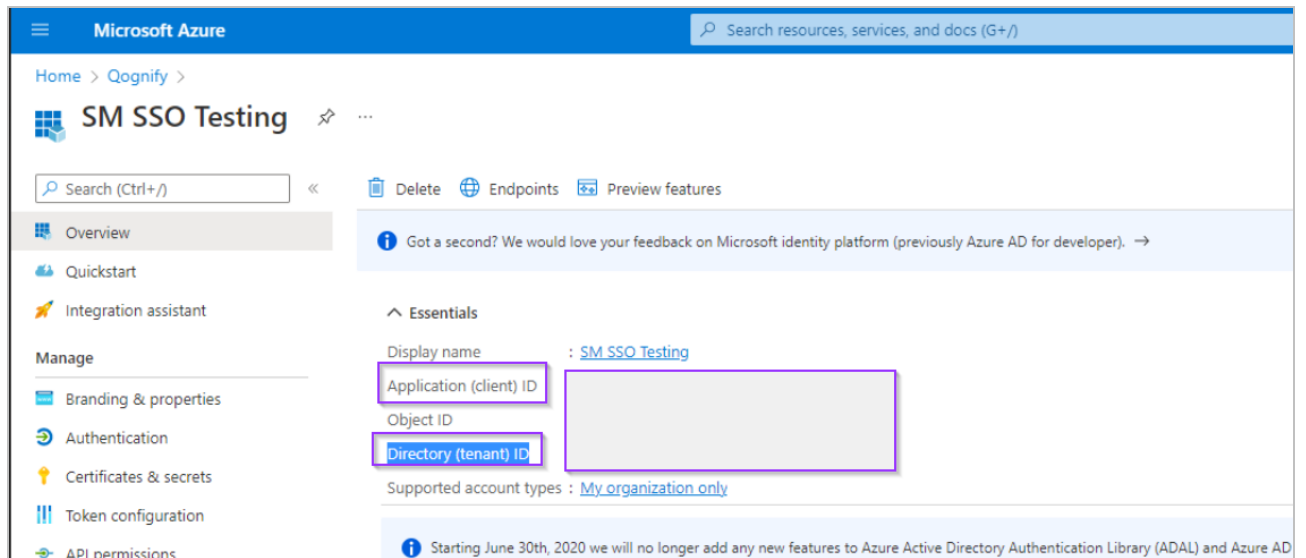 Microsoft Azure
Search resources, services, and docs (G+/)
Home > Qognify >
SM SSO Testing ...
Search (Ctrl+/) «
Delete Endpoints Preview features
Overview
Got a second? We would love your feedback on Microsoft identity platform (previously Azure AD for developer). →
Quickstart
Integration assistant
Essentials
Manage
Display name : SM SSO Testing
Application (client) ID
Branding & properties
Object ID
Authentication
Directory (tenant) ID
Certificates & secrets
Supported account types : My organization only
Token configuration
API permissions
Starting June 30th, 2020 we will no longer add any new features to Azure Active Directory Authentication Library (ADAL) and Azure AD